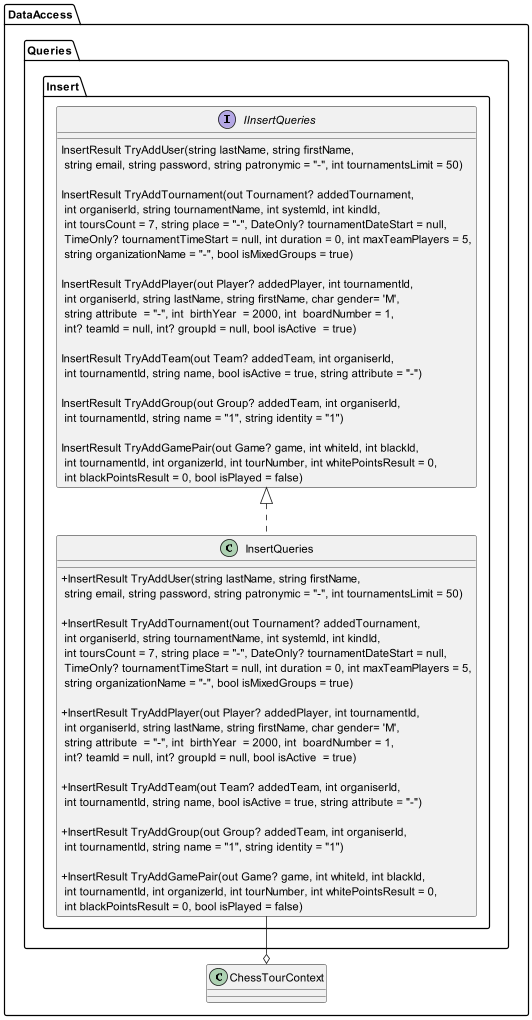 DataAccess
Queries
Insert
I
IInsertQueries
InsertResult TryAddUser(string lastName, string firstName,
string email, string password, string patronymic = "-", int tournamentsLimit = 50)
InsertResult TryAddTournament(out Tournament? addedTournament,
int organiserId, string tournamentName, int systemId, int kindId,
int toursCount = 7, string place = "-", DateOnly? tournamentDateStart = null,
TimeOnly? tournamentTimeStart = null, int duration = 0, int maxTeamPlayers = 5,
string organizationName = "-", bool isMixedGroups = true)
InsertResult TryAddPlayer(out Player? addedPlayer, int tournamentId,
int organiserId, string lastName, string firstName, char gender= 'M',
string attribute  = "-", int  birthYear  = 2000, int  boardNumber = 1,
int? teamId = null, int? groupId = null, bool isActive  = true)
InsertResult TryAddTeam(out Team? addedTeam, int organiserId,
int tournamentId, string name, bool isActive = true, string attribute = "-")
InsertResult TryAddGroup(out Group? addedTeam, int organiserId,
int tournamentId, string name = "1", string identity = "1")
InsertResult TryAddGamePair(out Game? game, int whiteId, int blackId,
int tournamentId, int organizerId, int tourNumber, int whitePointsResult = 0,
int blackPointsResult = 0, bool isPlayed = false)
C
InsertQueries
+InsertResult TryAddUser(string lastName, string firstName,
string email, string password, string patronymic = "-", int tournamentsLimit = 50)
+InsertResult TryAddTournament(out Tournament? addedTournament,
int organiserId, string tournamentName, int systemId, int kindId,
int toursCount = 7, string place = "-", DateOnly? tournamentDateStart = null,
TimeOnly? tournamentTimeStart = null, int duration = 0, int maxTeamPlayers = 5,
string organizationName = "-", bool isMixedGroups = true)
+InsertResult TryAddPlayer(out Player? addedPlayer, int tournamentId,
int organiserId, string lastName, string firstName, char gender= 'M',
string attribute  = "-", int  birthYear  = 2000, int  boardNumber = 1,
int? teamId = null, int? groupId = null, bool isActive  = true)
+InsertResult TryAddTeam(out Team? addedTeam, int organiserId,
int tournamentId, string name, bool isActive = true, string attribute = "-")
+InsertResult TryAddGroup(out Group? addedTeam, int organiserId,
int tournamentId, string name = "1", string identity = "1")
+InsertResult TryAddGamePair(out Game? game, int whiteId, int blackId,
int tournamentId, int organizerId, int tourNumber, int whitePointsResult = 0,
int blackPointsResult = 0, bool isPlayed = false)
C
ChessTourContext